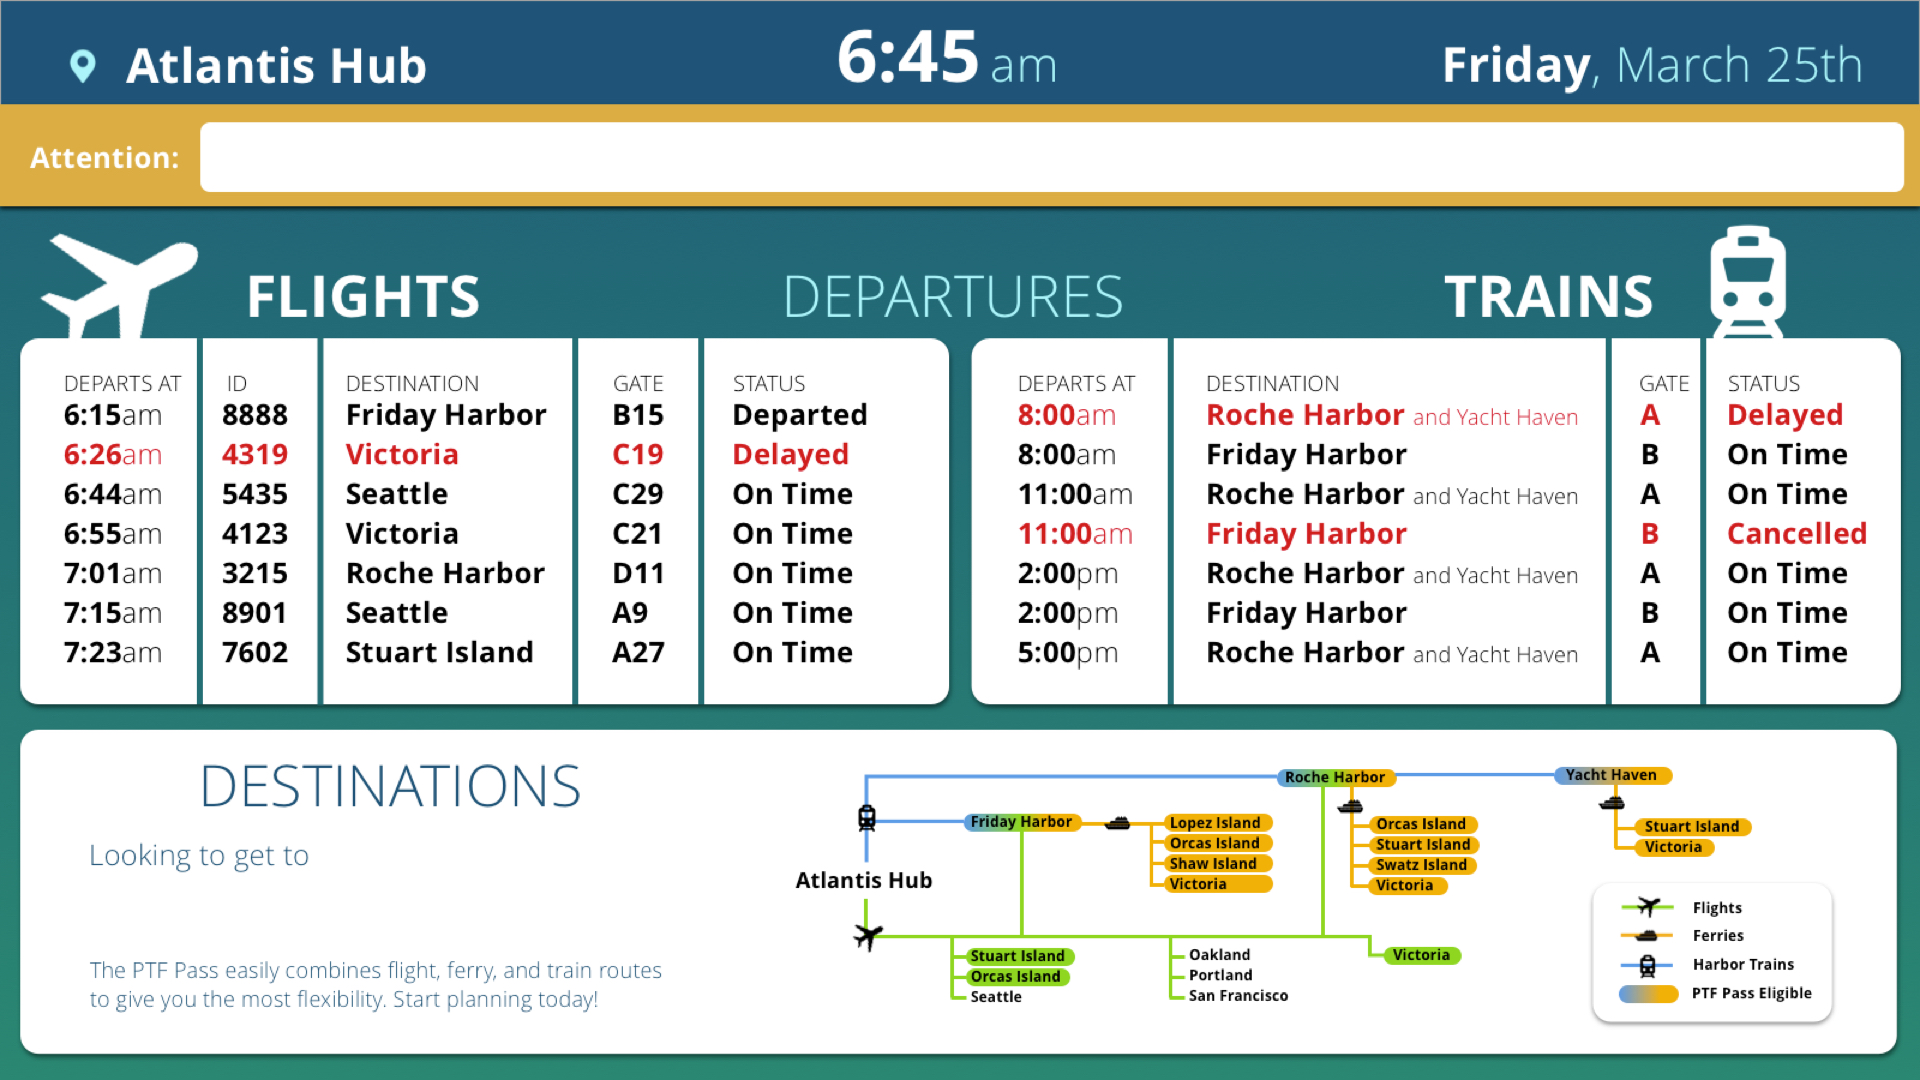 Atlantis Hub
6:45 am
Friday, March 25th
Attention:
FLIGHTS
DEPARTURES
TRAINS
DEPARTS AT ID DESTINATION GATE STATUS
6:15am 8888 Friday Harbor B15 Departed
6:26am 4319 Victoria C19 Delayed
6:44am 5435 Seattle C29 On Time
6:55am 4123 Victoria C21 On Time
7:01am 3215 Roche Harbor D11 On Time
7:15am 8901 Seattle A9 On Time
7:23am 7602 Stuart Island A27 On Time
DEPARTS AT DESTINATION GATE STATUS
8:00am Roche Harbor and Yacht Haven A Delayed
8:00am Friday Harbor B On Time
11:00am Roche Harbor and Yacht Haven A On Time
11:00am Friday Harbor B Cancelled
2:00pm Roche Harbor and Yacht Haven A On Time
2:00pm Friday Harbor B On Time
5:00pm Roche Harbor and Yacht Haven A On Time
DESTINATIONS
Looking to get to
The PTF Pass easily combines flight, ferry, and train routes
to give you the most flexibility. Start planning today!
Roche Harbor
Yacht Haven
Friday Harbor
Lopez Island
Orcas Island
Shaw Island
Victoria
Orcas Island
Stuart Island
Swatz Island
Victoria
Stuart Island
Victoria
Atlantis Hub
Stuart Island
Orcas Island
Seattle
Oakland
Portland
San Francisco
Victoria
Flights
Ferries
Harbor Trains
PTF Pass Eligible